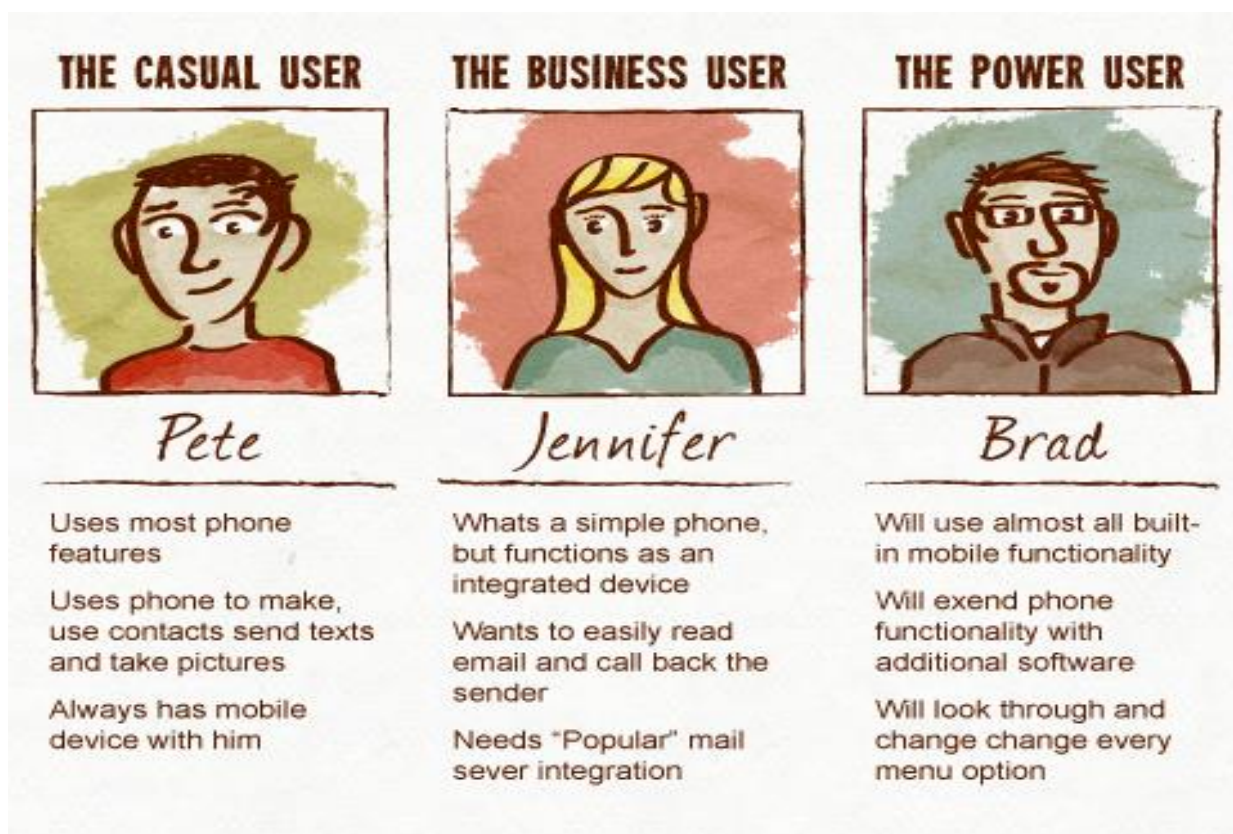 THE CASUAL USER
Pete
Uses most phone
features
Uses phone to make,
use contacts send texts
and take pictures
Always has mobile
device with him
THE BUSINESS USER
Jennifer
Whats a simple phone,
but functions as an
integrated device
Wants to easily read
email and call back the
sender
Needs “Popular” mail
sever integration
THE POWER USER
Brad
Will use almost all built-
in mobile functionality
Will exend phone
functionality with
additional software
Will look through and
change change every
menu option